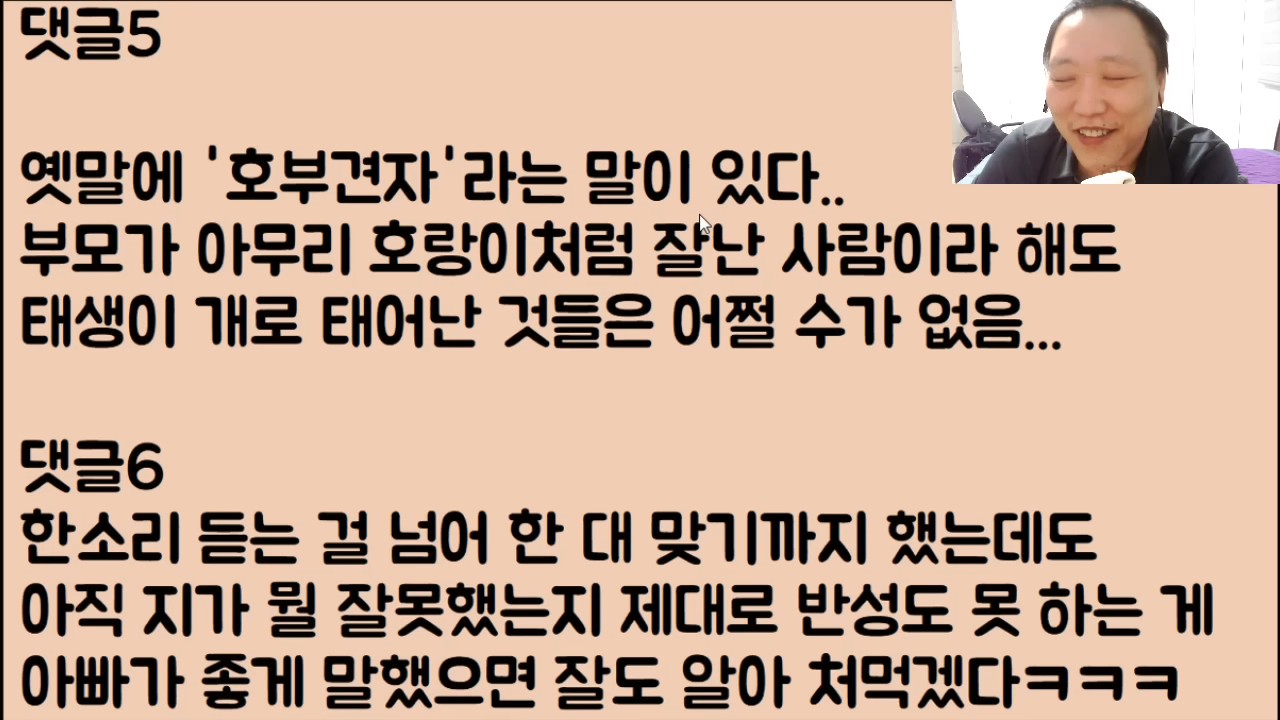 댓글5
옛말에 '호부견자'라는 말이 있다..
부모가 아무리 호랑이처럼 잘난 사람이라 해도
태생이 개로 태어난 것들은 어쩔 수가 없음...
댓글6
한소리 듣는 걸 넘어 한 대 맞기까지 했는데도
아직 지가 뭘 잘못했는지 제대로 반성도 못 하는 게
아빠가 좋게 말했으면 잘도 알아 처먹겠다ㅋㅋㅋ